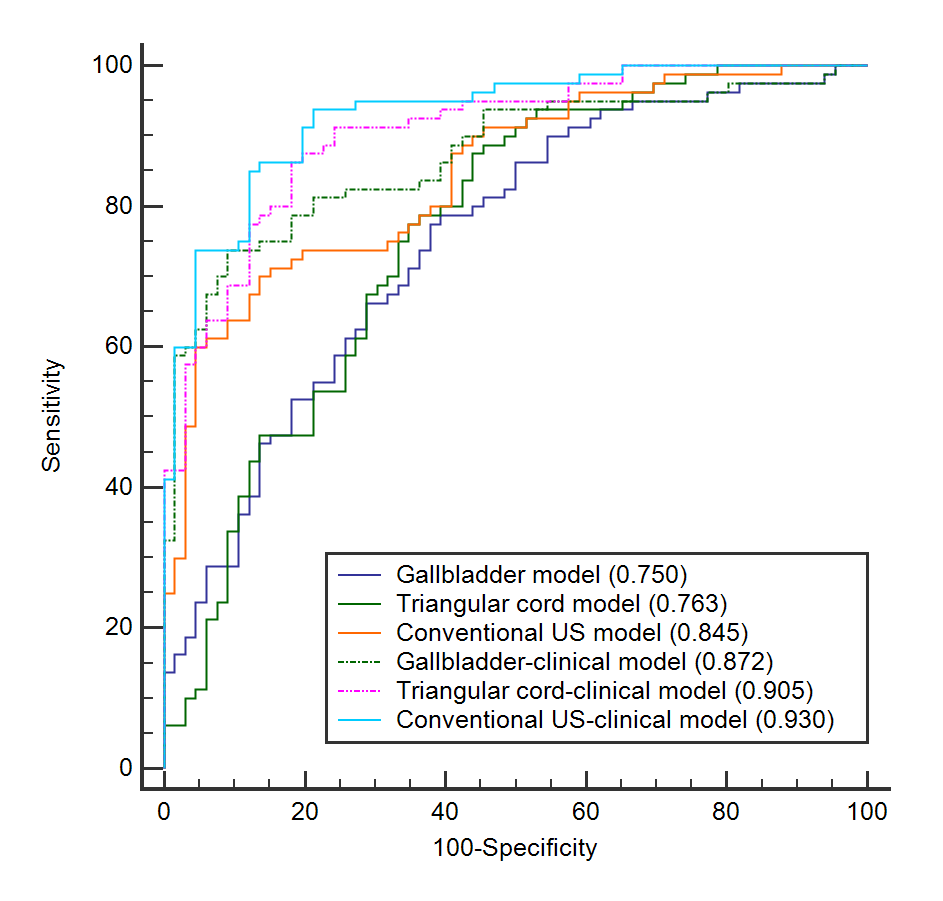 100
80
60
40
20
0
Sensitivity
Gallbladder model (0.750)
Triangular cord model (0.763)
Conventional US model (0.845)
Gallbladder-clinical model (0.872)
Triangular cord-clinical model (0.905)
Conventional US-clinical model (0.930)
0 20 40 60 80 100
100-Specificity